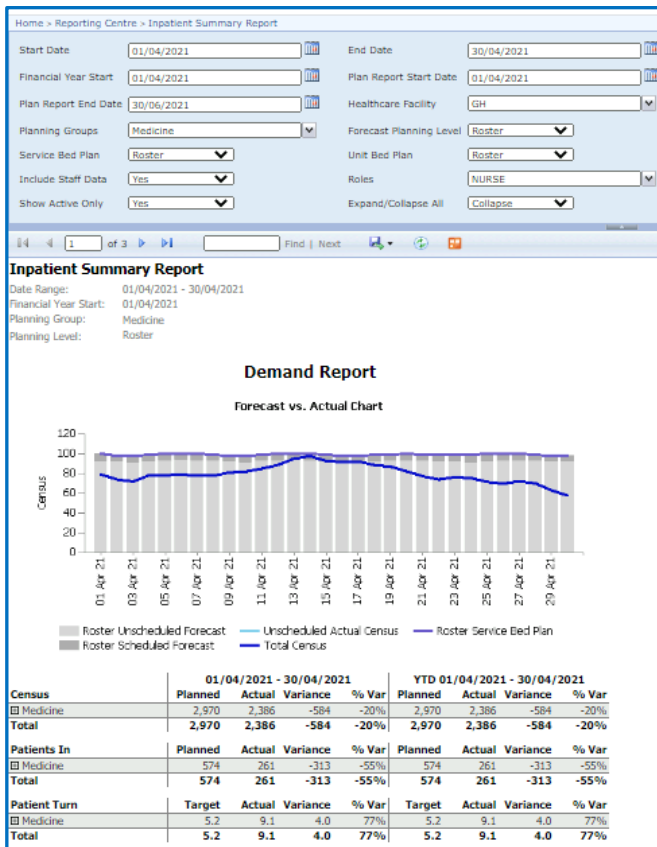 Home > Reporting Centre > Inpatient Summary Report
Start Date 01/04/2021 End Date 30/04/2021
Financial Year Start 01/04/2021 Plan Report Start Date 01/04/2021
Plan Report End Date 30/06/2021 Healthcare Facility GH
Planning Groups Medicine Forecast Planning Level Roster
Service Bed Plan Roster Unit Bed Plan Roster
Include Staff Data Yes Roles NURSE
Show Active Only Yes Expand/Collapse All Collapse
1 of 3 Find | Next
Inpatient Summary Report
Date Range: 01/04/2021 - 30/04/2021
Financial Year Start: 01/04/2021
Planning Group: Medicine
Planning Level: Roster
Demand Report
Forecast vs. Actual Chart
120
100
80
60
40
20
0
Census
01 Apr 21 03 Apr 21 05 Apr 21 07 Apr 21 09 Apr 21 11 Apr 21 13 Apr 21 15 Apr 21 17 Apr 21 19 Apr 21 21 Apr 21 23 Apr 21 25 Apr 21 27 Apr 21 29 Apr 21
Roster Unscheduled Forecast Unscheduled Actual Census Roster Service Bed Plan
Roster Scheduled Forecast Total Census
01/04/2021 - 30/04/2021 YTD 01/04/2021 - 30/04/2021
Census Planned Actual Variance % Var Planned Actual Variance % Var
Medicine 2,970 2,386 -584 -20% 2,970 2,386 -584 -20%
Total 2,970 2,386 -584 -20% 2,970 2,386 -584 -20%
Patients In Planned Actual Variance % Var Planned Actual Variance % Var
Medicine 574 261 -313 -55% 574 261 -313 -55%
Total 574 261 -313 -55% 574 261 -313 -55%
Patient Turn Target Actual Variance % Var Target Actual Variance % Var
Medicine 5.2 9.1 4.0 77% 5.2 9.1 4.0 77%
Total 5.2 9.1 4.0 77% 5.2 9.1 4.0 77%